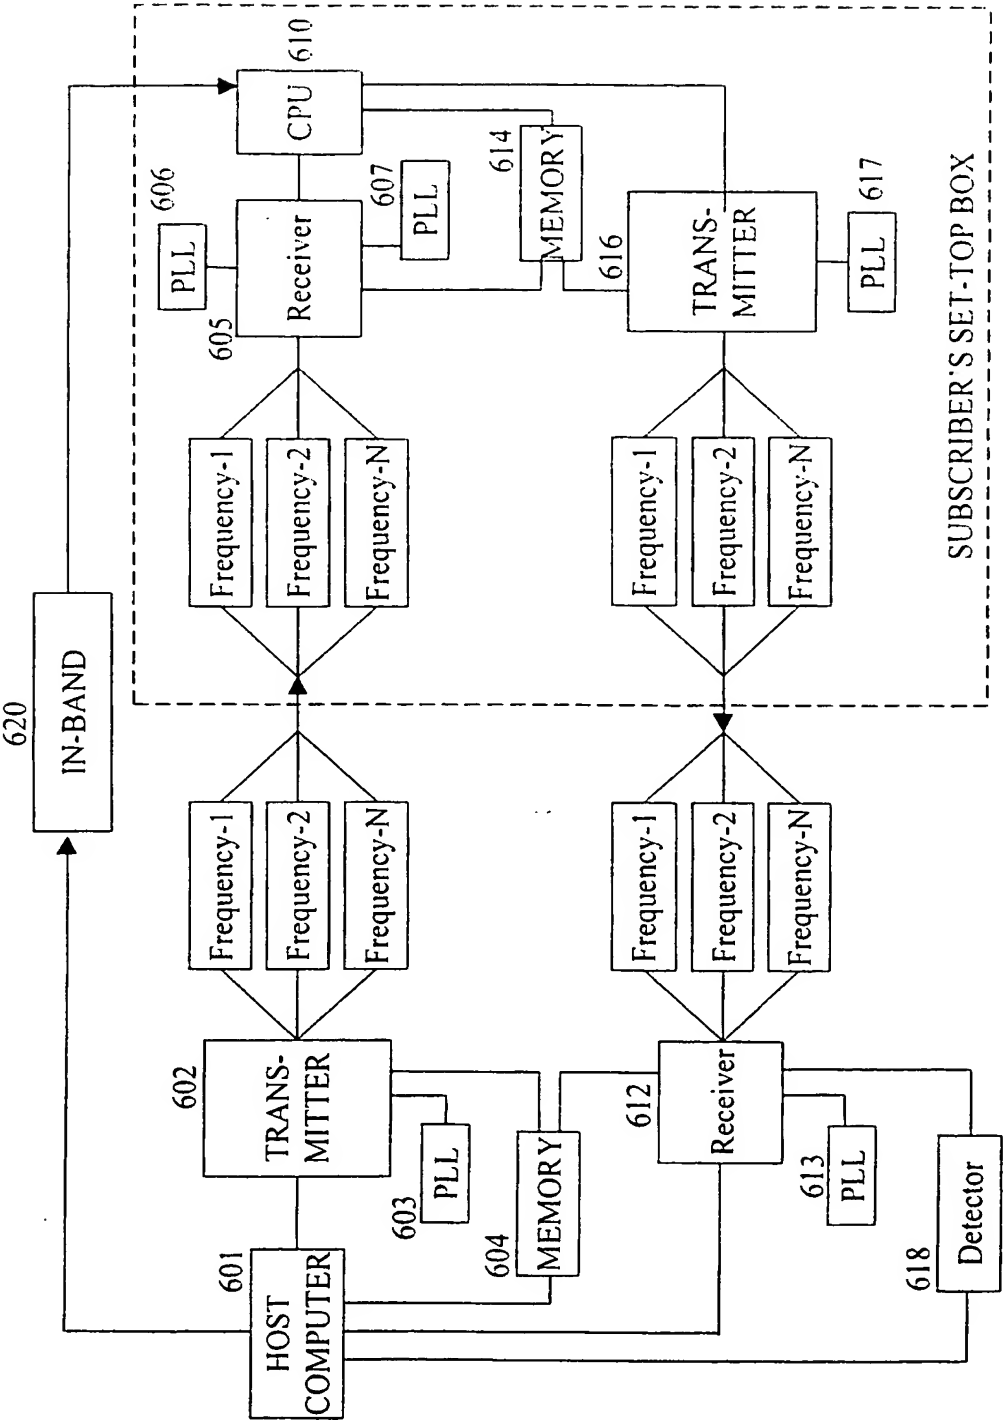 620
IN-BAND
601
HOST
COMPUTER
602
TRANS-
MITTER
603
PLL
604
MEMORY
Frequency-1
Frequency-2
Frequency-N
Frequency-1
Frequency-2
Frequency-N
605
Receiver
606
PLL
607
PLL
CPU
610
614
MEMORY
612
Receiver
613
PLL
618
Detector
Frequency-1
Frequency-2
Frequency-N
Frequency-1
Frequency-2
Frequency-N
616
TRANS-
MITTER
617
PLL
SUBSCRIBER'S SET-TOP BOX